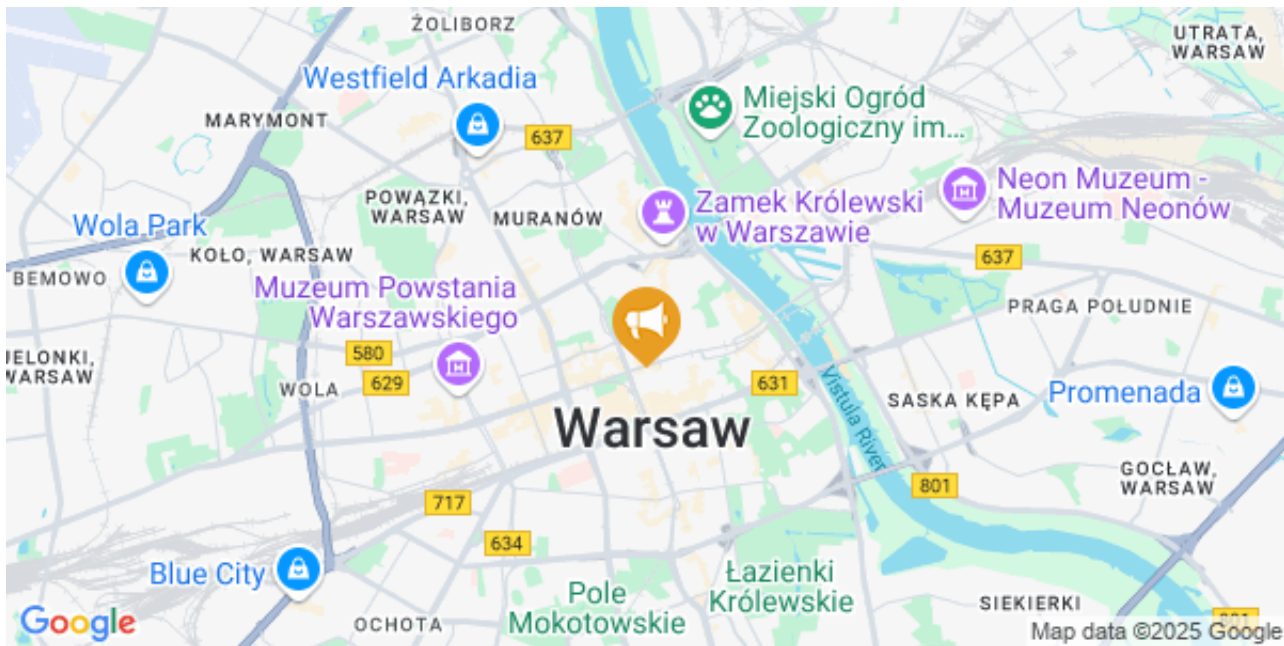 ŻOLIBORZ
UTRATA,
WARSAW
Westfield Arkadia
MARYMONT
637
Miejski Ogród
Zoologiczny im...
POWĄZKI,
WARSAW
MURANÓW
Zamek Królewski
w Warszawie
Neon Muzeum -
Muzeum Neonów
Wola Park
KOŁO, WARSAW
BEMOWO
637
Muzeum Powstania
Warszawskiego
PRAGA POŁUDNIE
JELONKI,
WARSAW
580
629
WOLA
631
Vistula River
SASKA KĘPA
Promenada
Warsaw
GOCŁAW,
WARSAW
801
717
634
Blue City
Pole
Mokotowskie
Łazienki
Królewskie
SIEKIERKI
801
OCHOTA
Google
Map data ©2025 Google